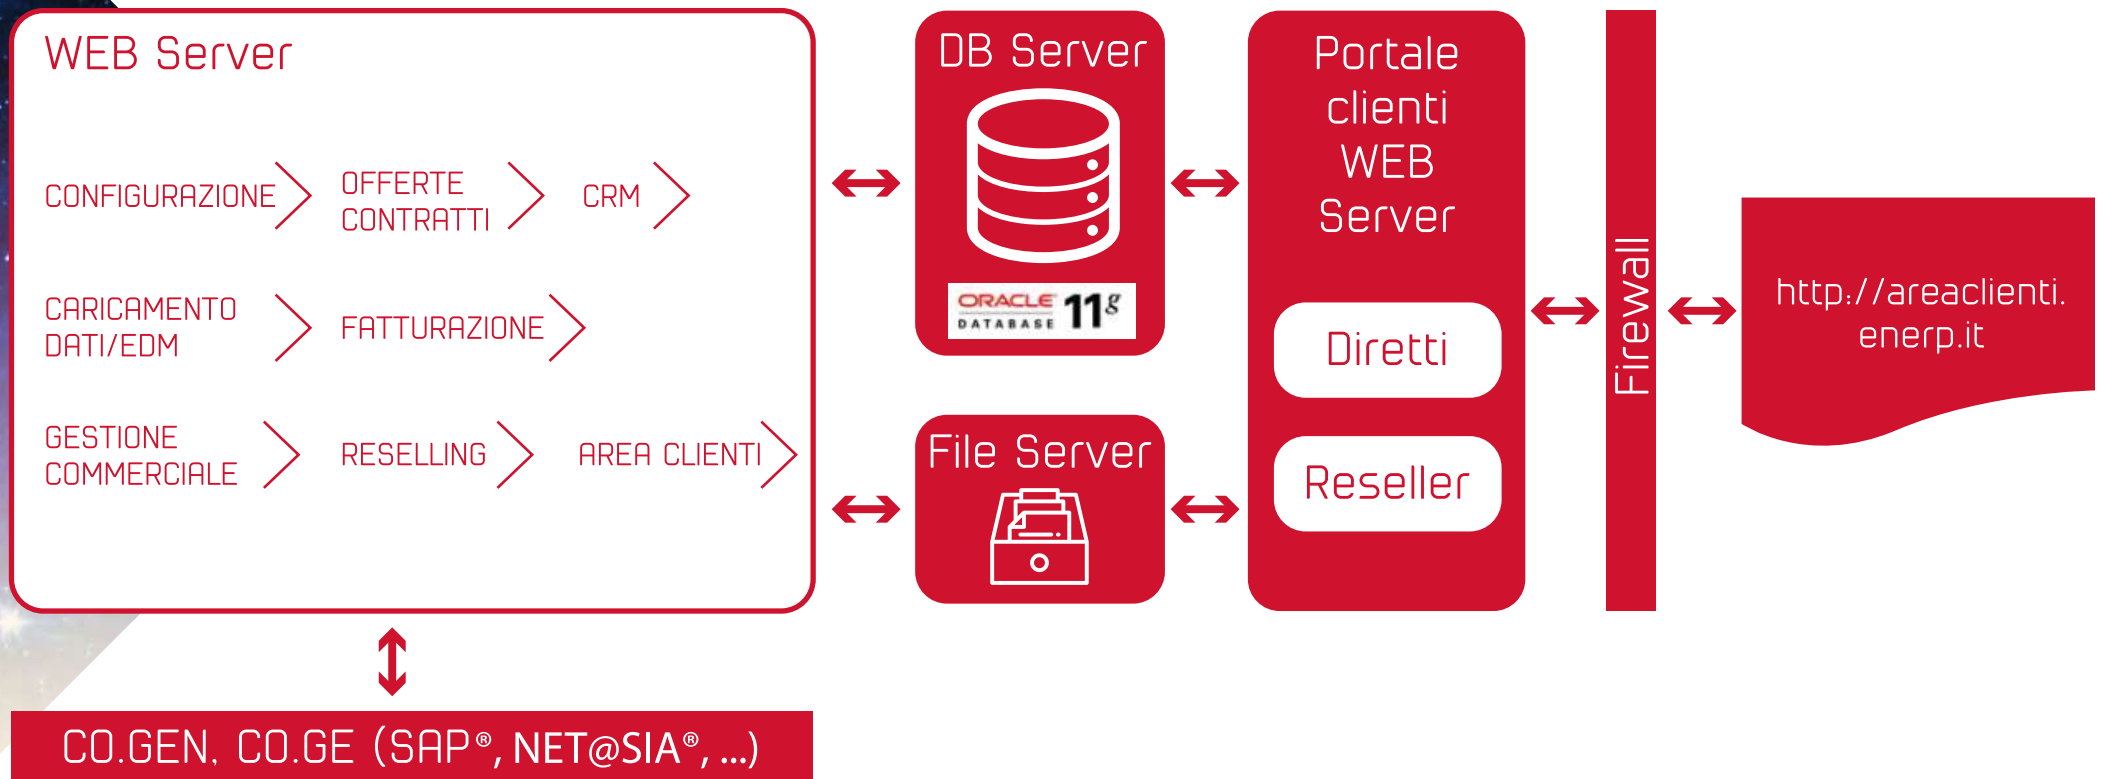 WEB Server
CONFIGURAZIONE
OFFERTE
CONTRATTI
CRM
CARICAMENTO
DATI/EDM
FATTURAZIONE
GESTIONE
COMMERCIALE
RESELLING
AREA CLIENTI
CO.GEN, CO.GE (SAP®, NET@SIA®, ...)
DB Server
ORACLE®
DATABASE 11g
File Server
Portale
clienti
WEB
Server
Diretti
Reseller
Firewall
http://areaclienti.
enerp.it